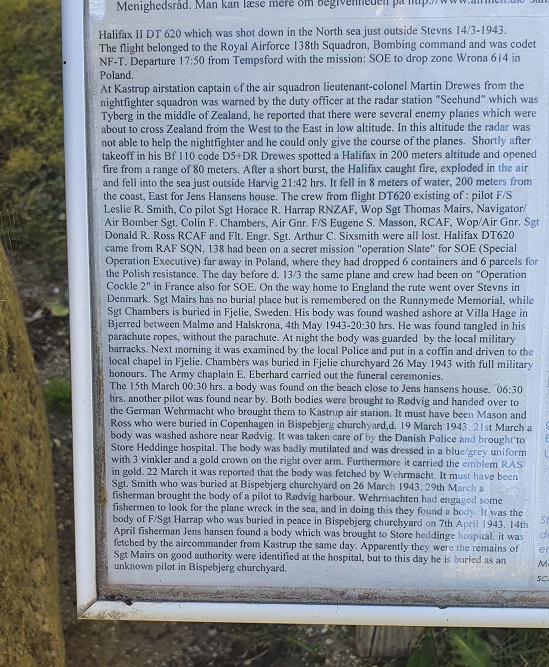 Menighedsråd. Man kan læse mere om begivenheden på http://www.airmen.dk
Halifax II DT 620 which was shot down in the North sea just outside Stevns 14/3-1943.
The flight belonged to the Royal Airforce 138th Squadron, Bombing command and was codet
NF-T. Departure 17:50 from Tempsford with the mission: SOE to drop zone Wrona 614 in
Poland.
At Kastrup airstation captain of the air squadron lieutenant-colonel Martin Drewes from the
nightfighter squadron was warned by the duty officer at the radar station "Seehund" which was
Tyberg in the middle of Zealand, he reported that there were several enemy planes which were
about to cross Zealand from the West to the East in low altitude. In this altitude the radar was
not able to help the nightfighter and he could only give the course of the planes. Shortly after
takeoff in his Bf 110 code D5+DR Drewes spotted a Halifax in 200 meters altitude and opened
fire from a range of 80 meters. After a short burst, the Halifax caught fire, exploded in the air
and fell into the sea just outside Harvig 21:42 hrs. It fell in 8 meters of water, 200 meters from
the coast, East for Jens Hansens house. The crew from flight DT620 existing of : pilot F/S
Leslie R. Smith, Co pilot Sgt Horace R. Harrap RNZAF, Wop Sgt Thomas Mairs, Navigator/
Air Bomber Sgt. Colin F. Chambers, Air Gnr. F/S Eugene S. Masson, RCAF, Wop/Air Gnr. Sgt
Donald R. Ross RCAF and Flt. Engr. Sgt. Arthur C. Sixsmith were all lost. Halifax DT620
came from RAF SQN. 138 had been on a secret mission "operation Slate" for SOE (Special
Operation Executive) far away in Poland, where they had dropped 6 containers and 6 parcels for
the Polish resistance. The day before d. 13/3 the same plane and crew had been on "Operation
Cockle 2" in France also for SOE. On the way home to England the rute went over Stevns in
Denmark. Sgt Mairs has no burial place but is remembered on the Runnymede Memorial, while
Sgt Chambers is buried in Fjelie, Sweden. His body was found washed ashore at Villa Hage in
Bjerred between Malmo and Halskrona, 4th May 1943-20:30 hrs. He was found tangled in his
parachute ropes, without the parachute. At night the body was guarded by the local military
barracks. Next morning it was examined by the local Police and put in a coffin and driven to the
local chapel in Fjelie. Chambers was buried in Fjelie churchyard 26 May 1943 with full military
honours. The Army chaplain E. Eberhard carried out the funeral ceremonies.
The 15th March 00:30 hrs. a body was found on the beach close to Jens hansens house. 06:30
hrs. another pilot was found near by. Both bodies were brought to Rødvig and handed over to
the German Wehrmacht who brought them to Kastrup air station. It must have been Mason and
Ross who were buried in Copenhagen in Bispebjerg churchyard,d. 19 March 1943. 21st March a
body was washed ashore near Rødvig. It was taken care of by the Danish Police and brought to
Store Heddinge hospital. The body was badly mutilated and was dressed in a blue/grey uniform
with 3 vinkler and a gold crown on the right over arm. Furthermore it carried the emblem RAS
in gold. 22 March it was reported that the body was fetched by Wehrmacht. It must have been
Sgt. Smith who was buried at Bispebjerg churchyard on 26 March 1943. 29th March a
fisherman brought the body of a pilot to Rødvig harbour. Wehrmachten had engaged some
fishermen to look for the plane wreck in the sea, and in doing this they found a body. It was the
body of F/Sgt Harrap who was buried in peace in Bispebjerg churchyard on 7th April 1943. 14th
April fisherman Jens hansen found a body which was brought to Store heddinge hospital, it was
fetched by the aircommander from Kastrup the same day. Apparently they were the remains of
Sgt Mairs on good authority were identified at the hospital, but to this day he is buried as an
unknown pilot in Bispebjerg churchyard.